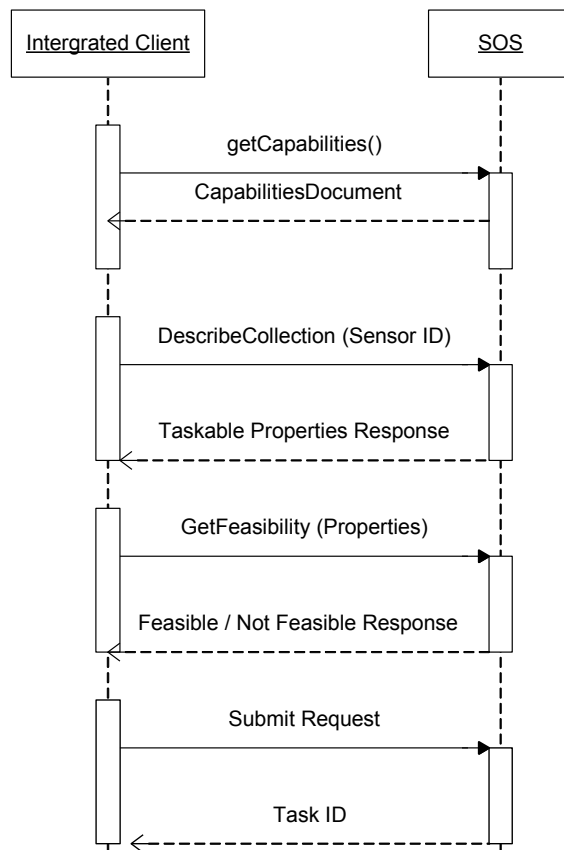 Intergrated Client
SOS
getCapabilities()
CapabilitiesDocument
DescribeCollection (Sensor ID)
Taskable Properties Response
GetFeasibility (Properties)
Feasible / Not Feasible Response
Submit Request
Task ID